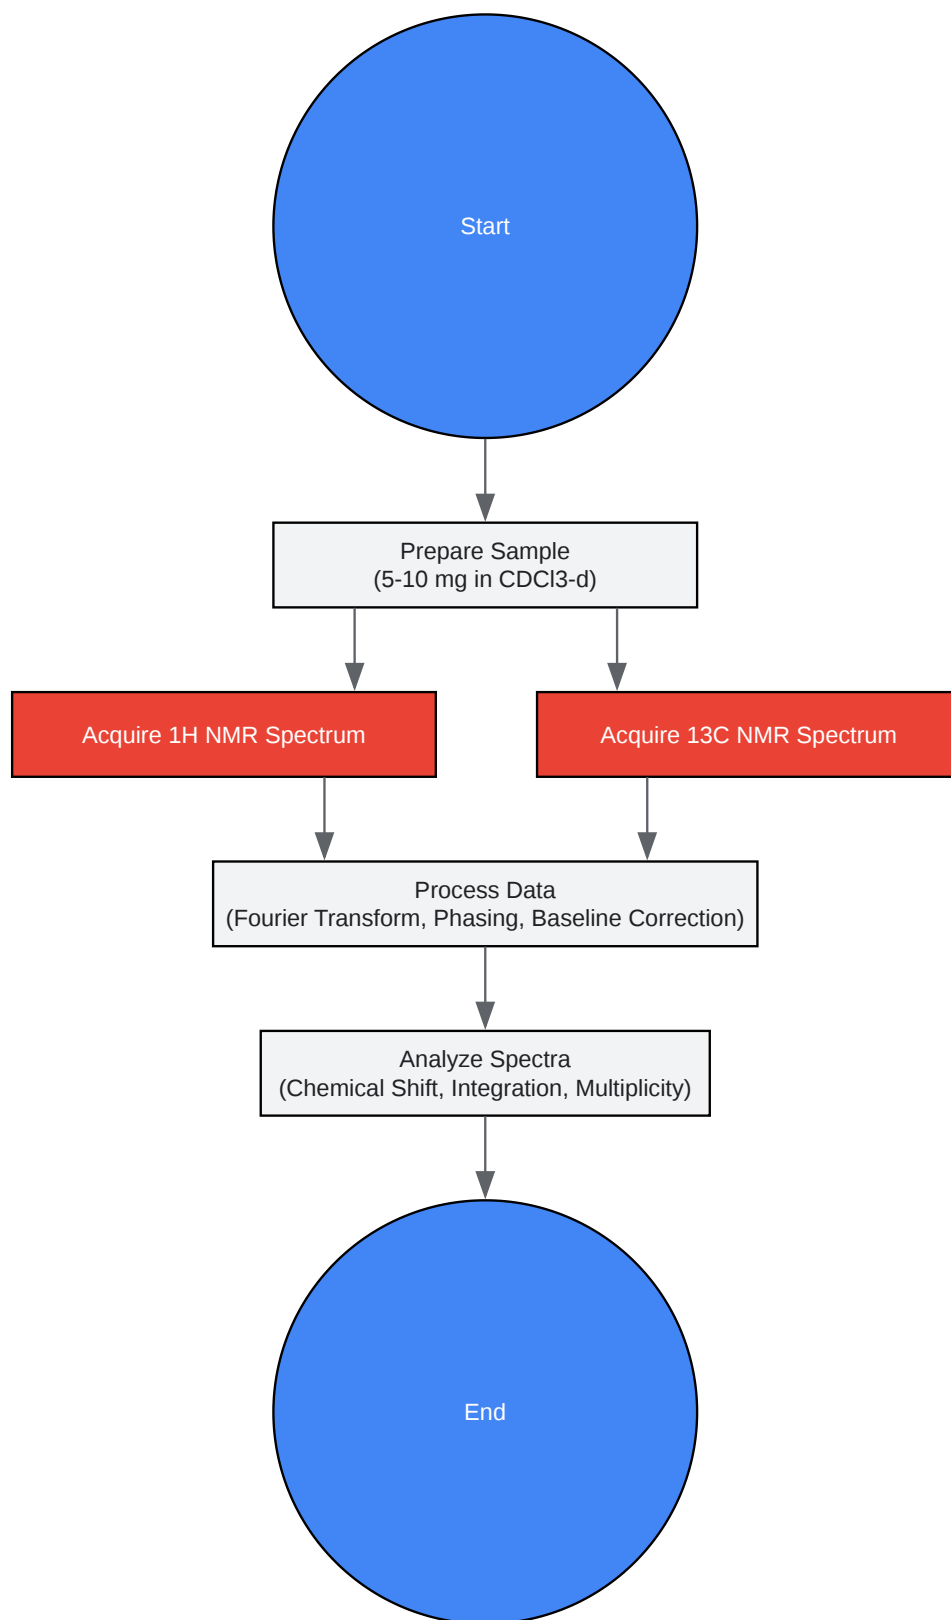 Start
Prepare Sample
(5-10 mg in CDCl3-d)
Acquire 1H NMR Spectrum
Acquire 13C NMR Spectrum
Process Data
(Fourier Transform, Phasing, Baseline Correction)
Analyze Spectra
(Chemical Shift, Integration, Multiplicity)
End